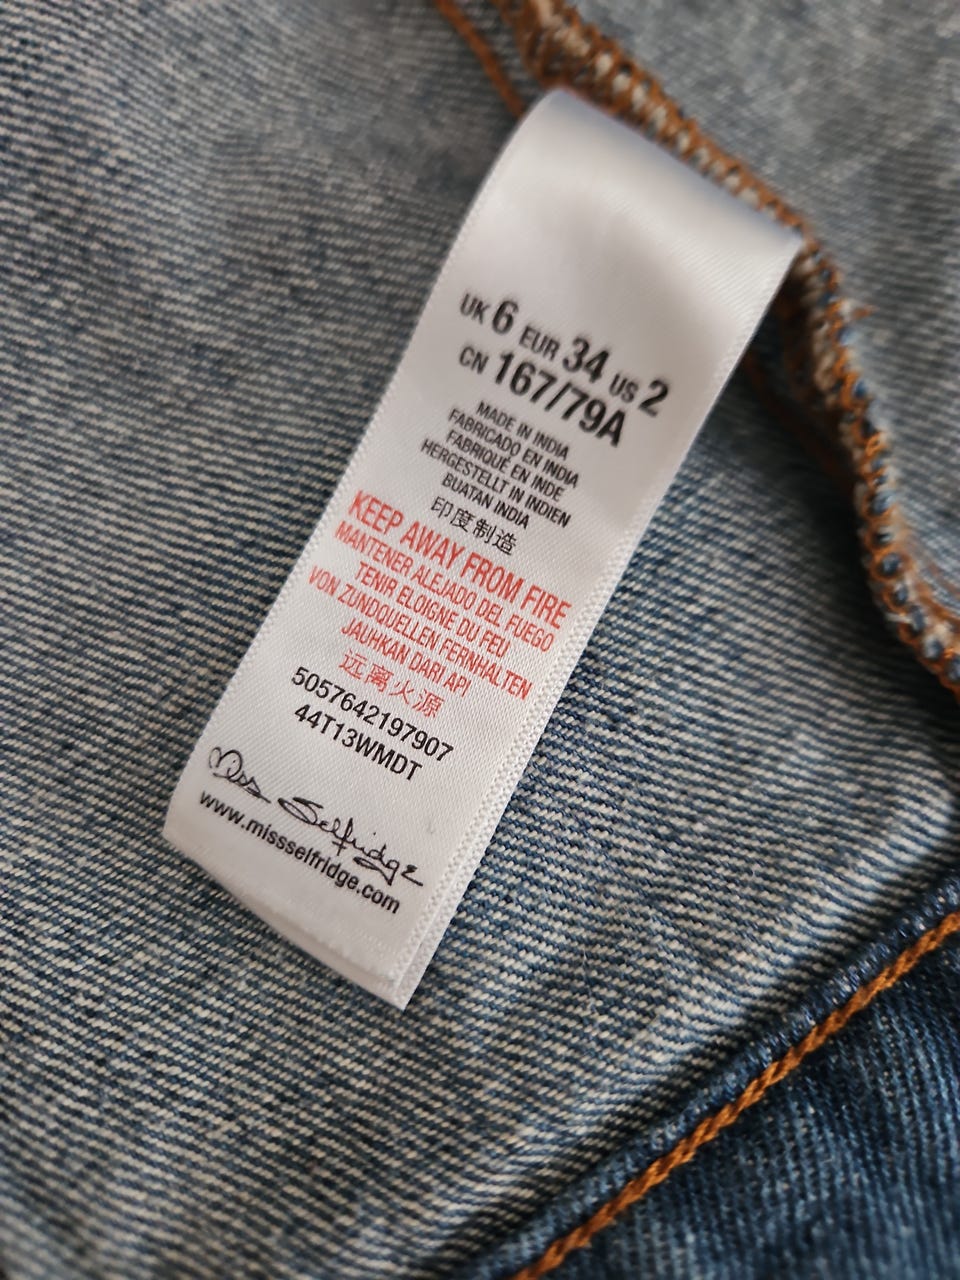 UK 6 EUR 34 US 2
CN 167/79A
MADE IN INDIA
FABRICADO EN INDIA
FABRIQUÉ EN INDE
HERGESTELLT IN INDIEN
BUATAN INDIA
印度制造
KEEP AWAY FROM FIRE
MANTENER ALEJADO DEL FUEGO
TENIR ELOIGNE DU FEU
VON ZUNDQUELLEN FERNHALTEN
JAUHKAN DARI API
远离火源
5057642197907
44T13WMDT
Miss Selfridge
www.missselfridge.com